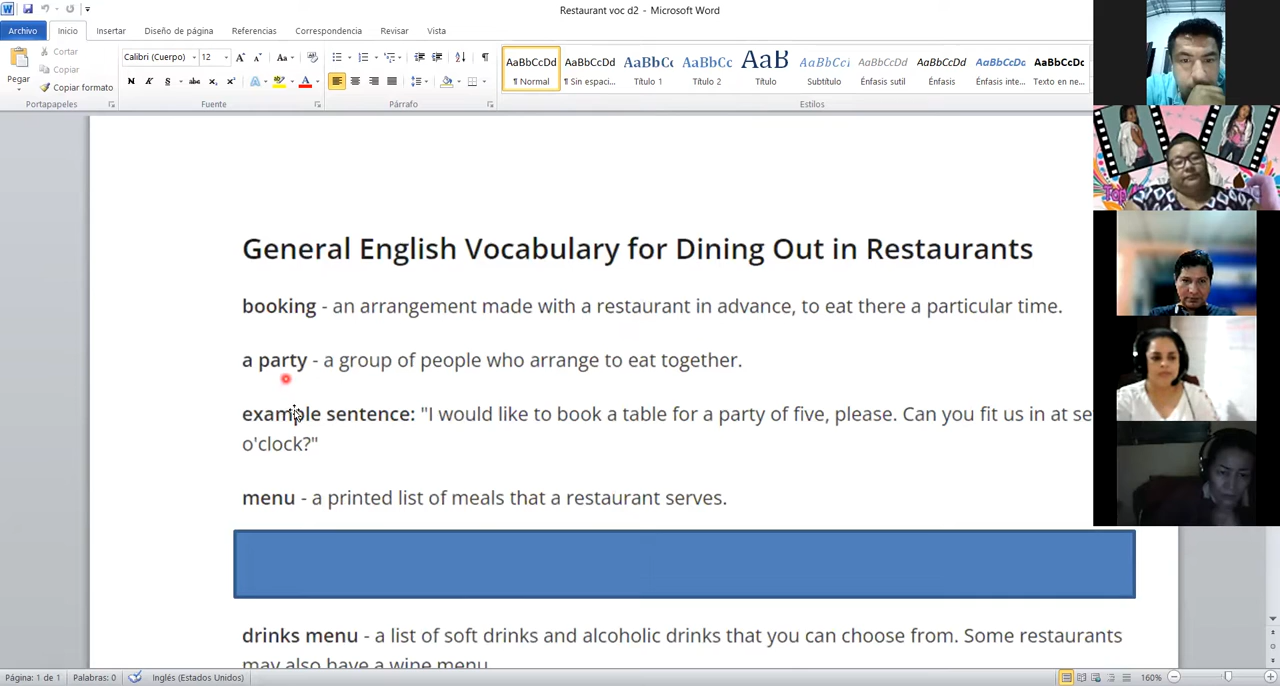 Restaurant voc d2 - Microsoft Word
Archivo Inicio Insertar Diseño de página Referencias Correspondencia Revisar Vista
Cortar
Copiar
Pegar Copiar formato
Calibri (Cuerpo) 12
AaBbCcDd AaBbCcDd AaBbCc AaBbCc AaB AaBbCcl AaBbCcDd AaBbCcDd AaBbCcDd AaBbCcDc
¶ Normal ¶ Sin espaci... Título 1 Título 2 Título Subtítulo Énfasis sutil Énfasis Énfasis inte... Texto en ne...
Portapapeles Fuente Párrafo Estilos
General English Vocabulary for Dining Out in Restaurants
booking - an arrangement made with a restaurant in advance, to eat there a particular time.
a party - a group of people who arrange to eat together.
example sentence: "I would like to book a table for a party of five, please. Can you fit us in at se
o'clock?"
menu - a printed list of meals that a restaurant serves.
drinks menu - a list of soft drinks and alcoholic drinks that you can choose from. Some restaurants
may also have a wine menu
Página: 1 de 1 Palabras: 0 Inglés (Estados Unidos) 160%